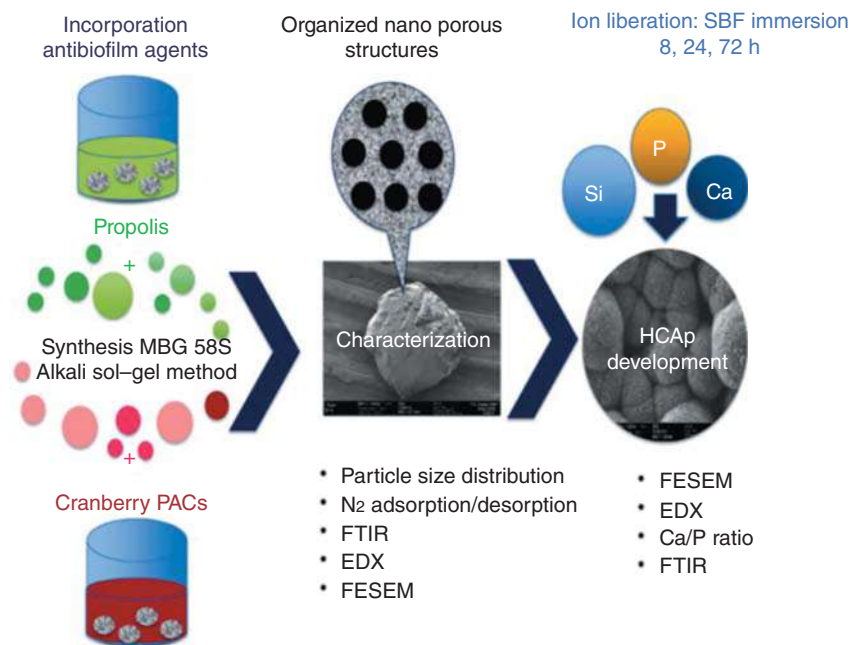 Incorporation
antibiofilm agents
Propolis
+
Synthesis MBG 58S
Alkali sol–gel method
+
Cranberry PACs
Organized nano porous
structures
Characterization
• Particle size distribution
• N2 adsorption/desorption
• FTIR
• EDX
• FESEM
Ion liberation: SBF immersion
8, 24, 72 h
Si
P
Ca
HCAp
development
• FESEM
• EDX
• Ca/P ratio
• FTIR